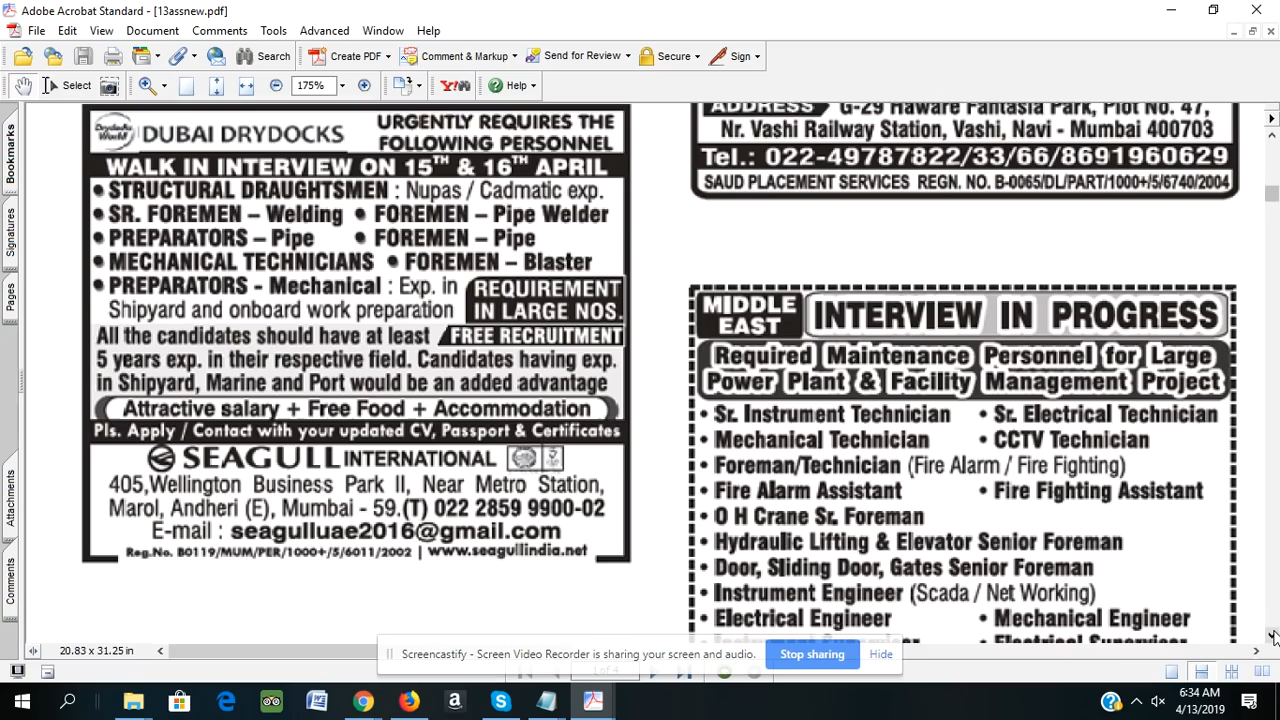 Adobe Acrobat Standard - [13assnew.pdf]
File Edit View Document Comments Tools Advanced Window Help
Search Create PDF Comment & Markup Send for Review Secure Sign
Select 175% Y! Help
Bookmarks
Signatures
Pages
Attachments
Comments
Drydocks World DUBAI DRYDOCKS
URGENTLY REQUIRES THE
FOLLOWING PERSONNEL
WALK IN INTERVIEW ON 15TH & 16TH APRIL
• STRUCTURAL DRAUGHTSMEN : Nupas / Cadmatic exp.
• SR. FOREMEN – Welding • FOREMEN – Pipe Welder
• PREPARATORS – Pipe • FOREMEN – Pipe
• MECHANICAL TECHNICIANS • FOREMEN – Blaster
• PREPARATORS - Mechanical : Exp. in
Shipyard and onboard work preparation
REQUIREMENT
IN LARGE NOS.
All the candidates should have at least FREE RECRUITMENT
5 years exp. in their respective field. Candidates having exp.
in Shipyard, Marine and Port would be an added advantage
Attractive salary + Free Food + Accommodation
Pls. Apply / Contact with your updated CV, Passport & Certificates
SEAGULL INTERNATIONAL
405,Wellington Business Park II, Near Metro Station,
Marol, Andheri (E), Mumbai - 59.(T) 022 2859 9900-02
E-mail : seagulluae2016@gmail.com
Reg.No. B0119/MUM/PER/1000+/5/6011/2002 | www.seagullindia.net
ADDRESS G-29 Haware Fantasia Park, Plot No. 47,
Nr. Vashi Railway Station, Vashi, Navi - Mumbai 400703
Tel.: 022-49787822/33/66/8691960629
SAUD PLACEMENT SERVICES REGN. NO. B-0065/DL/PART/1000+/5/6740/2004
MIDDLE
EAST
INTERVIEW IN PROGRESS
Required Maintenance Personnel for Large
Power Plant & Facility Management Project
• Sr. Instrument Technician • Sr. Electrical Technician
• Mechanical Technician • CCTV Technician
• Foreman/Technician (Fire Alarm / Fire Fighting)
• Fire Alarm Assistant • Fire Fighting Assistant
• O H Crane Sr. Foreman
• Hydraulic Lifting & Elevator Senior Foreman
• Door, Sliding Door, Gates Senior Foreman
• Instrument Engineer (Scada / Net Working)
• Electrical Engineer • Mechanical Engineer
• Instrument Supervisor • Electrical Supervisor
20.83 x 31.25 in
Screencastify - Screen Video Recorder is sharing your screen and audio. Stop sharing Hide
1 of 4
6:34 AM
4/13/2019